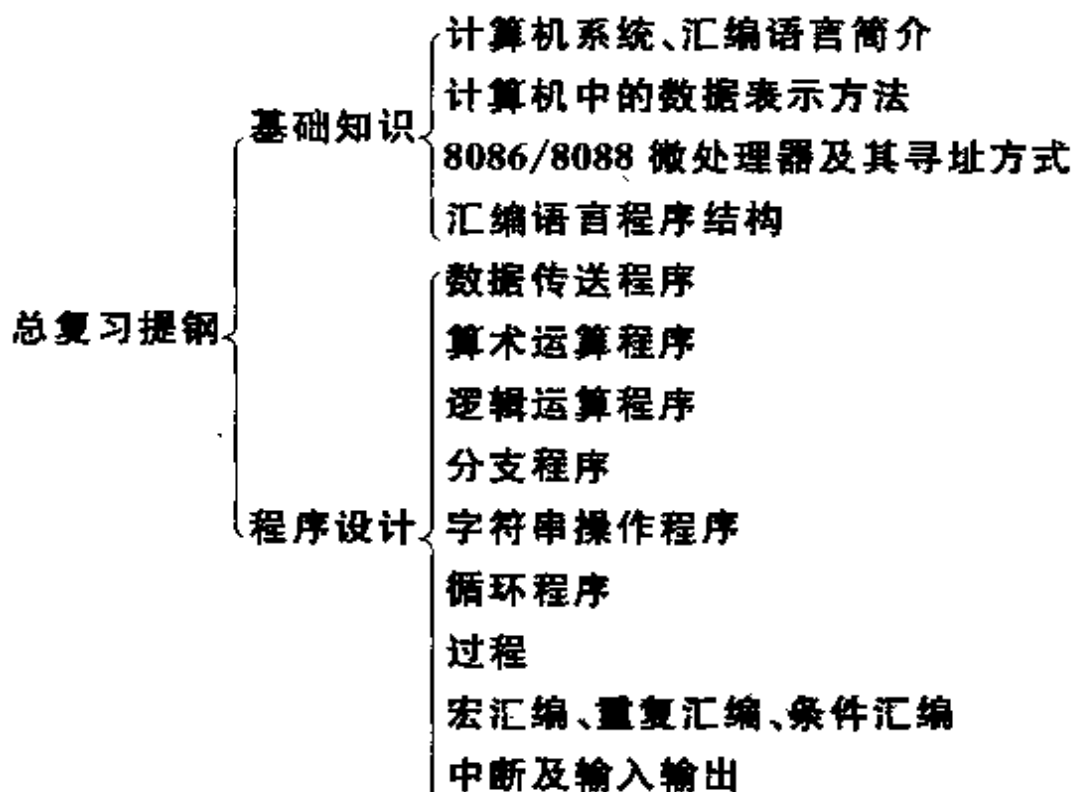 计算机系统、汇编语言简介
计算机中的数据表示方法
基础知识
8086/8088 微处理器及其寻址方式
汇编语言程序结构
数据传送程序
总复习提钢
算术运算程序
逻辑运算程序
分支程序
程序设计
字符串操作程序
循环程序
过程
宏汇编、重复汇编、条件汇编
中断及输入输出